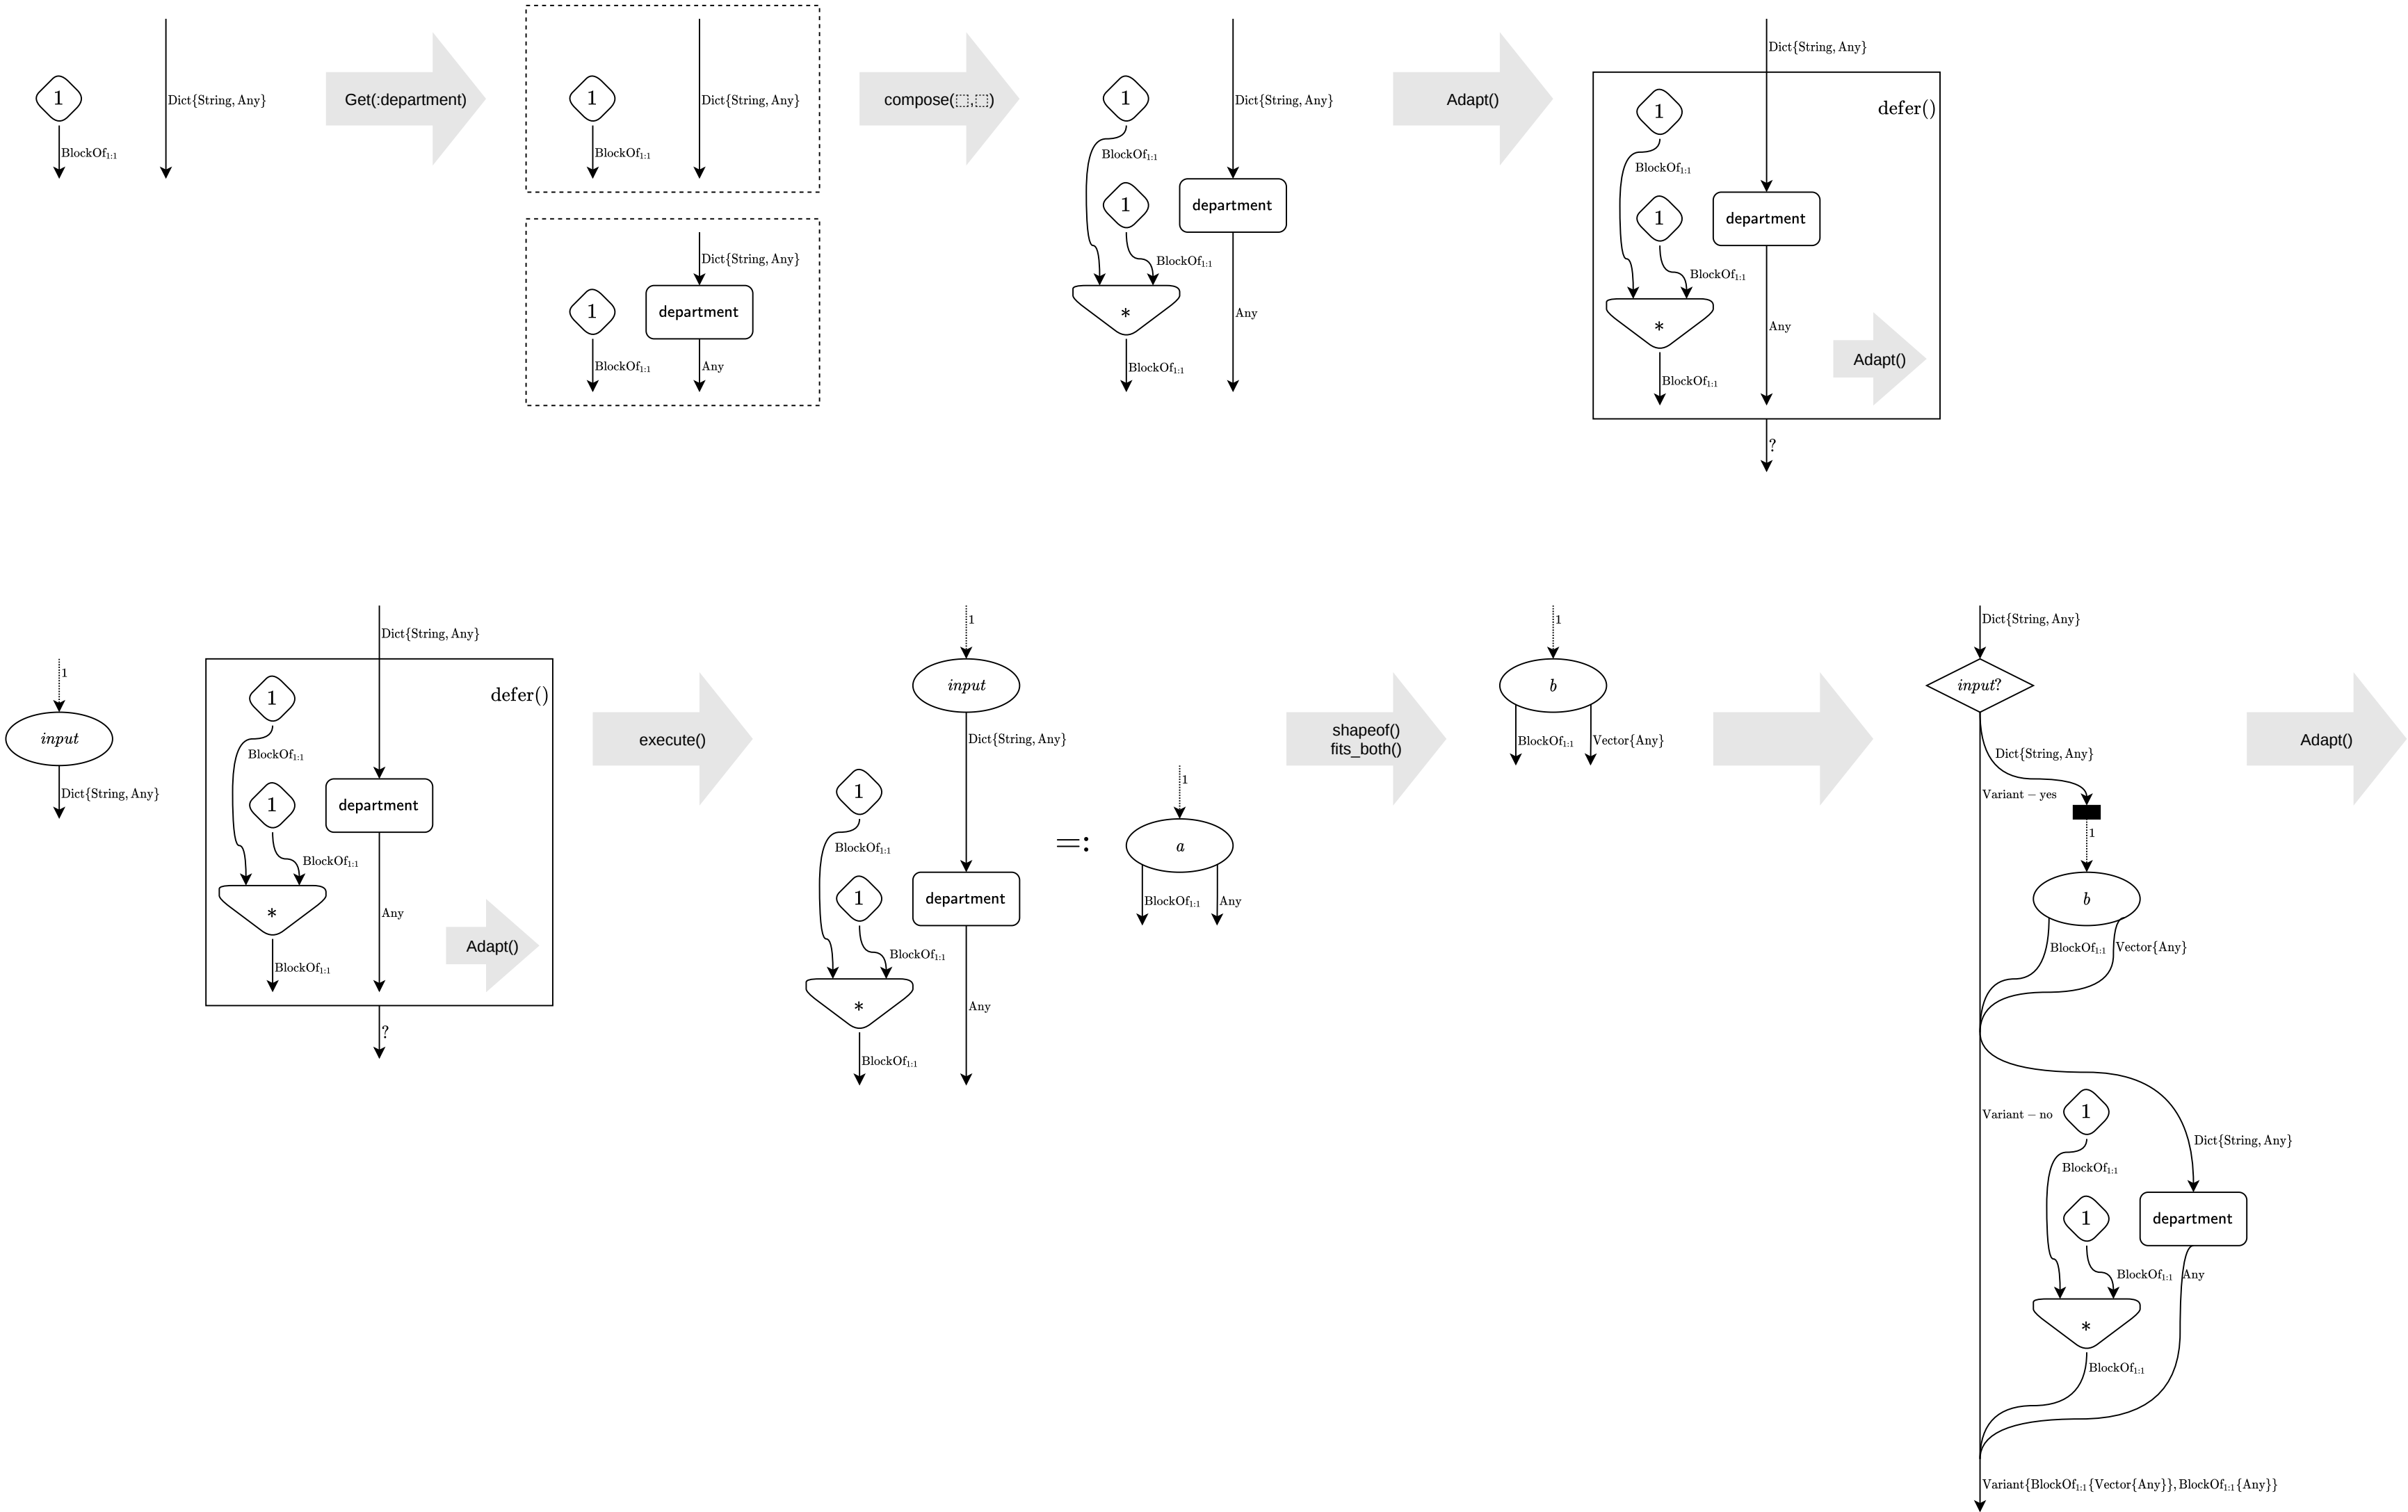 1
BlockOf1:1
Dict{String, Any}
Get(:department)
1
BlockOf1:1
Dict{String, Any}
Dict{String, Any}
1
department
BlockOf1:1
Any
compose(⬚,⬚)
Dict{String, Any}
1
BlockOf1:1
1
department
BlockOf1:1
*
Any
BlockOf1:1
Adapt()
Dict{String, Any}
defer()
1
BlockOf1:1
1
department
BlockOf1:1
*
Any
Adapt()
BlockOf1:1
?
1
input
Dict{String, Any}
Dict{String, Any}
defer()
1
BlockOf1:1
1
department
BlockOf1:1
*
Any
Adapt()
BlockOf1:1
?
execute()
1
input
Dict{String, Any}
1
BlockOf1:1
1
department
BlockOf1:1
*
Any
BlockOf1:1
=:
1
a
BlockOf1:1
Any
shapeof()
fits_both()
1
b
BlockOf1:1
Vector{Any}
Dict{String, Any}
input?
Dict{String, Any}
Variant − yes
1
b
BlockOf1:1
Vector{Any}
Variant − no
1
Dict{String, Any}
BlockOf1:1
1
department
BlockOf1:1
Any
*
BlockOf1:1
Variant{BlockOf1:1{Vector{Any}}, BlockOf1:1{Any}}
Adapt()